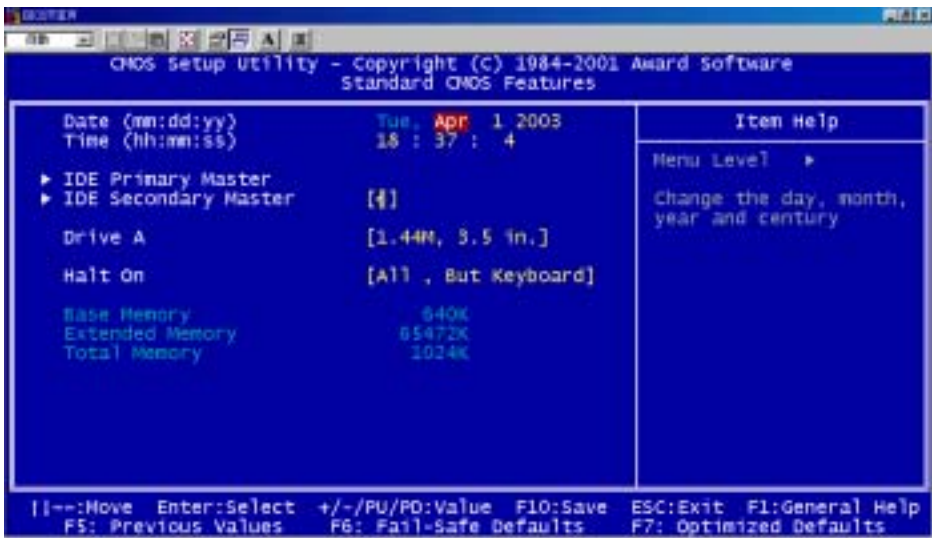 CMOS Setup Utility - Copyright (C) 1984-2001 Award Software
Standard CMOS Features
Date (mm:dd:yy) Tue, Apr 1 2003
Time (hh:mm:ss) 18 : 37 : 4
Item Help
▶ IDE Primary Master
▶ IDE Secondary Master
Drive A [1.44M, 3.5 in.]
Halt On [All , But Keyboard]
Base Memory 640K
Extended Memory 65472K
Total Memory 1024K
Menu Level ▶
Change the day, month,
year and century
:Move Enter:Select +/-/PU/PD:Value F10:Save ESC:Exit F1:General Help
F5: Previous Values F6: Fail-Safe Defaults F7: Optimized Defaults